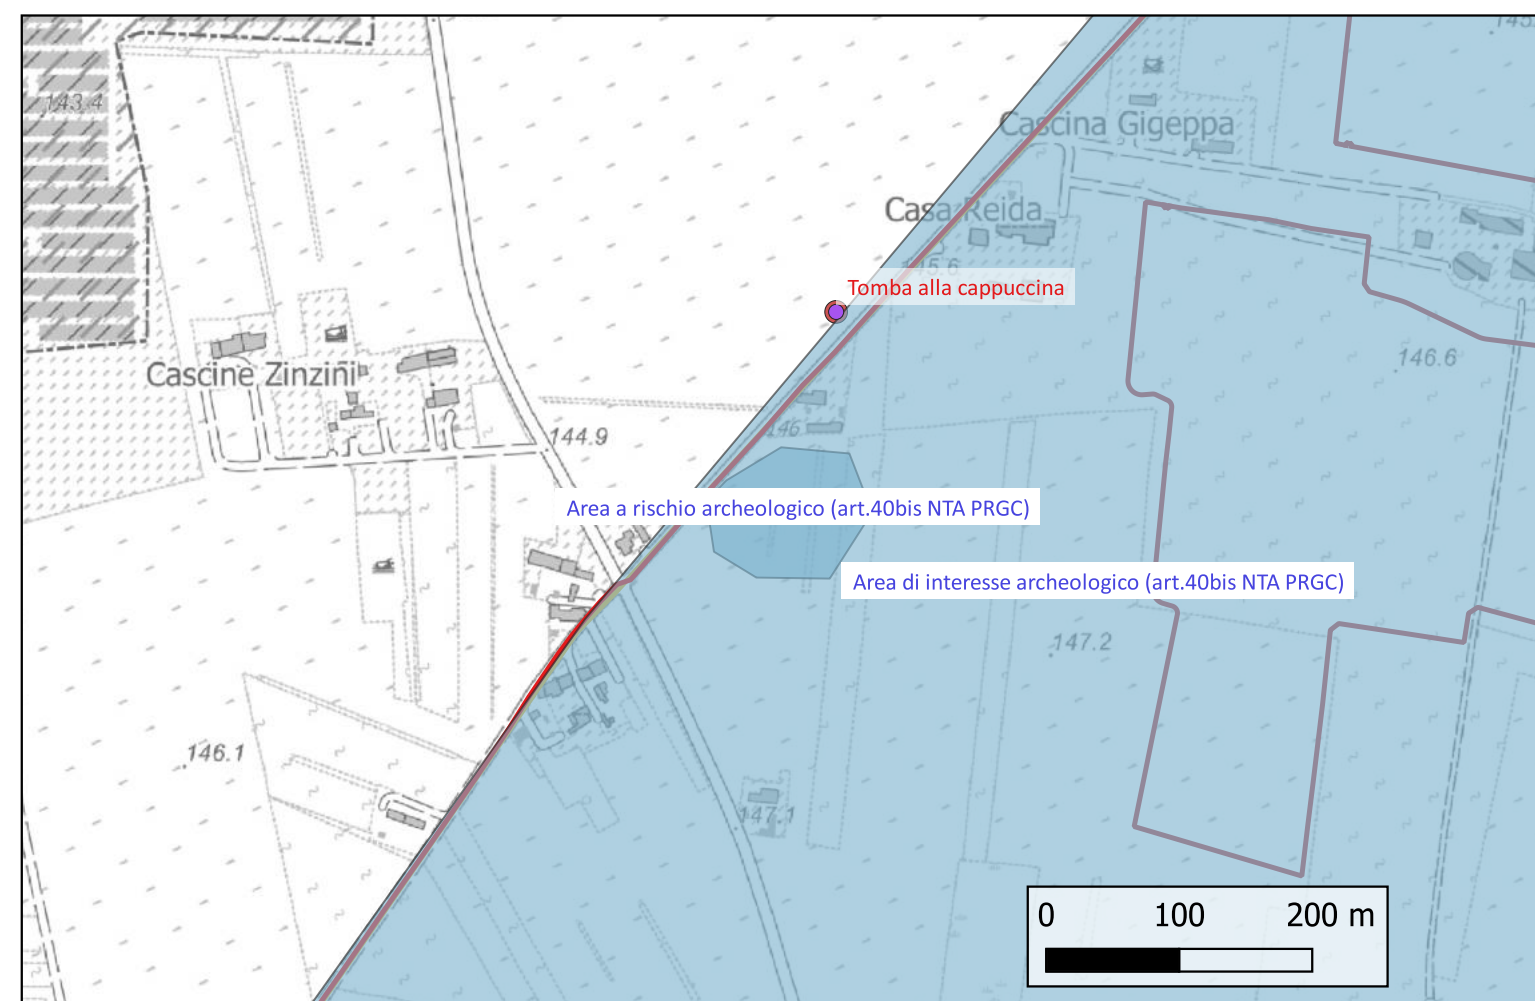 143.4
Cascina Gigeppa
Casa Reida
145.6
Tomba alla cappuccina
146.6
Cascine Zinzini
144.9
146
Area a rischio archeologico (art.40bis NTA PRGC)
Area di interesse archeologico (art.40bis NTA PRGC)
147.2
146.1
147.1
0 100 200 m